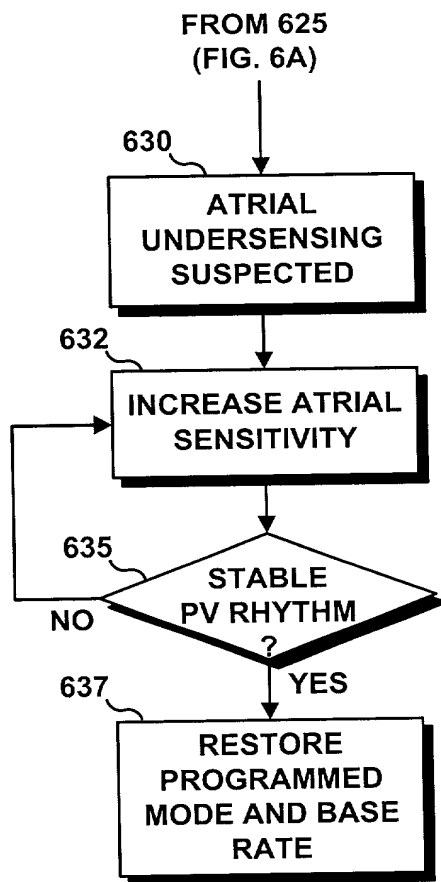 FROM 625
(FIG. 6A)
630
ATRIAL
UNDERSENSING
SUSPECTED
632
INCREASE ATRIAL
SENSITIVITY
635
STABLE
PV RHYTHM
?
NO
YES
637
RESTORE
PROGRAMMED
MODE AND BASE
RATE